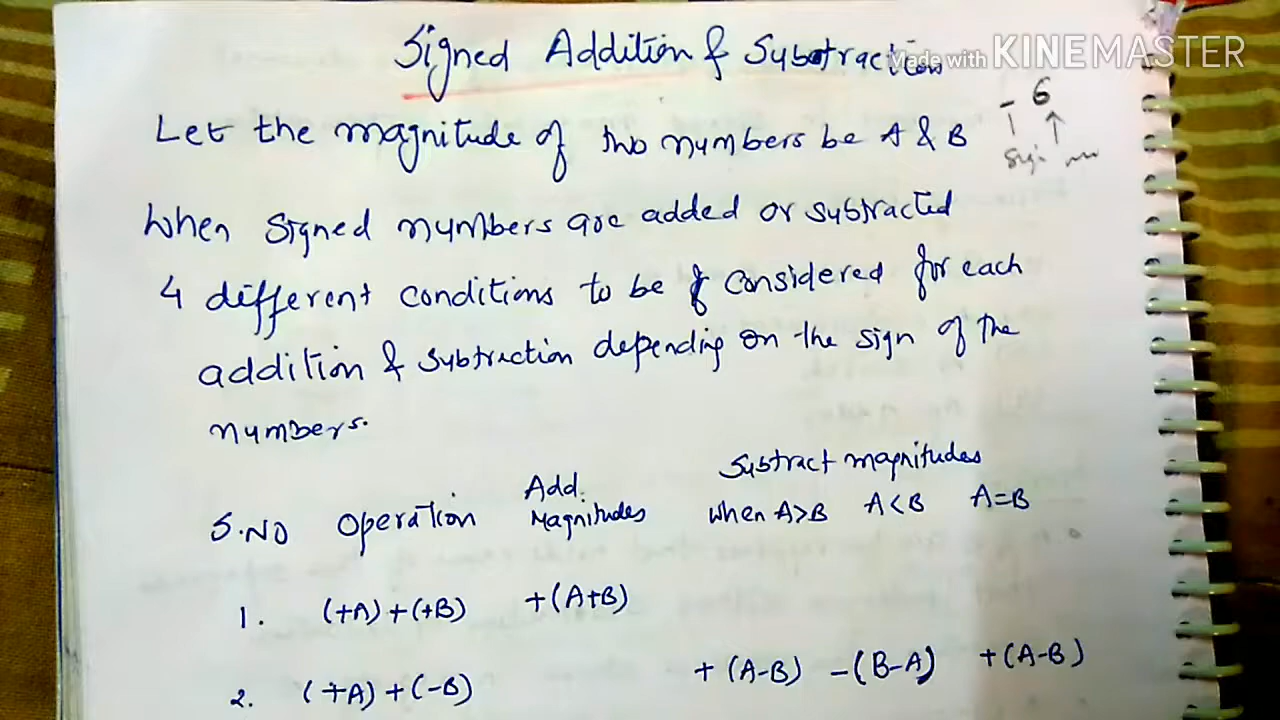 Signed Addition & Subtraction
Made with KINEMASTER
- 6
Let the magnitude of two numbers be A & B
When signed numbers are added or subtracted
4 different conditions to be considered for each
addition & subtraction depending on the sign of the
numbers.
S.NO Operation Add. Magnitudes Subtract magnitudes
When A>B A<B A=B
1. (+A)+(+B) +(A+B)
2. (+A)+(-B) +(A-B) -(B-A) +(A-B)